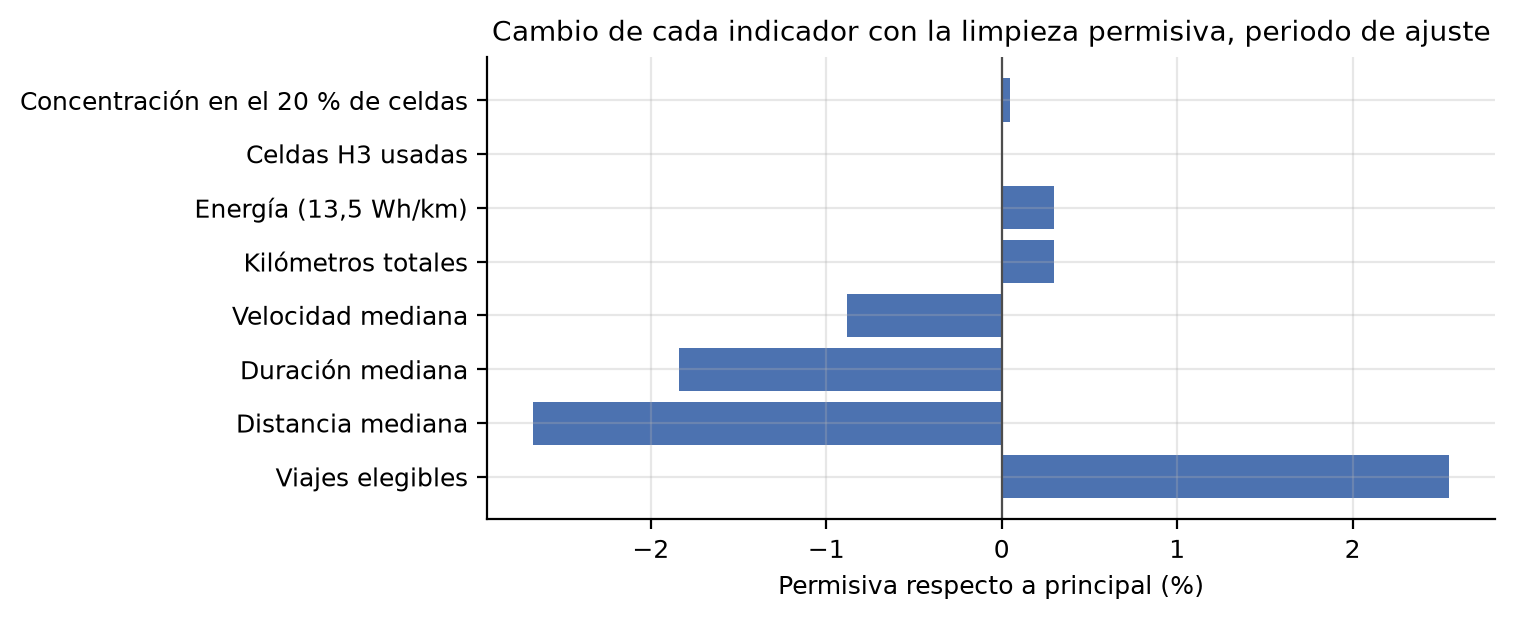 Cambio de cada indicador con la limpieza permisiva, periodo de ajuste
Concentración en el 20 % de celdas
Celdas H3 usadas
Energía (13,5 Wh/km)
Kilómetros totales
Velocidad mediana
Duración mediana
Distancia mediana
Viajes elegibles
−2 −1 0 1 2
Permisiva respecto a principal (%)